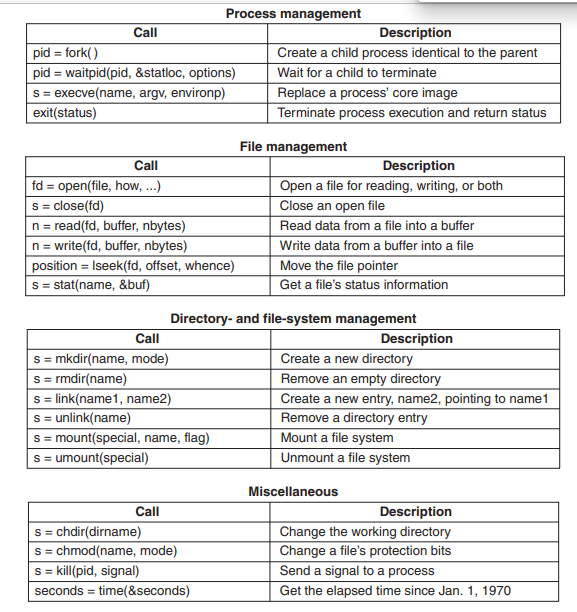 Process management
Call Description
pid = fork( ) Create a child process identical to the parent
pid = waitpid(pid, &statloc, options) Wait for a child to terminate
s = execve(name, argv, environp) Replace a process' core image
exit(status) Terminate process execution and return status
File management
Call Description
fd = open(file, how, ...) Open a file for reading, writing, or both
s = close(fd) Close an open file
n = read(fd, buffer, nbytes) Read data from a file into a buffer
n = write(fd, buffer, nbytes) Write data from a buffer into a file
position = lseek(fd, offset, whence) Move the file pointer
s = stat(name, &buf) Get a file's status information
Directory- and file-system management
Call Description
s = mkdir(name, mode) Create a new directory
s = rmdir(name) Remove an empty directory
s = link(name1, name2) Create a new entry, name2, pointing to name1
s = unlink(name) Remove a directory entry
s = mount(special, name, flag) Mount a file system
s = umount(special) Unmount a file system
Miscellaneous
Call Description
s = chdir(dirname) Change the working directory
s = chmod(name, mode) Change a file's protection bits
s = kill(pid, signal) Send a signal to a process
seconds = time(&seconds) Get the elapsed time since Jan. 1, 1970